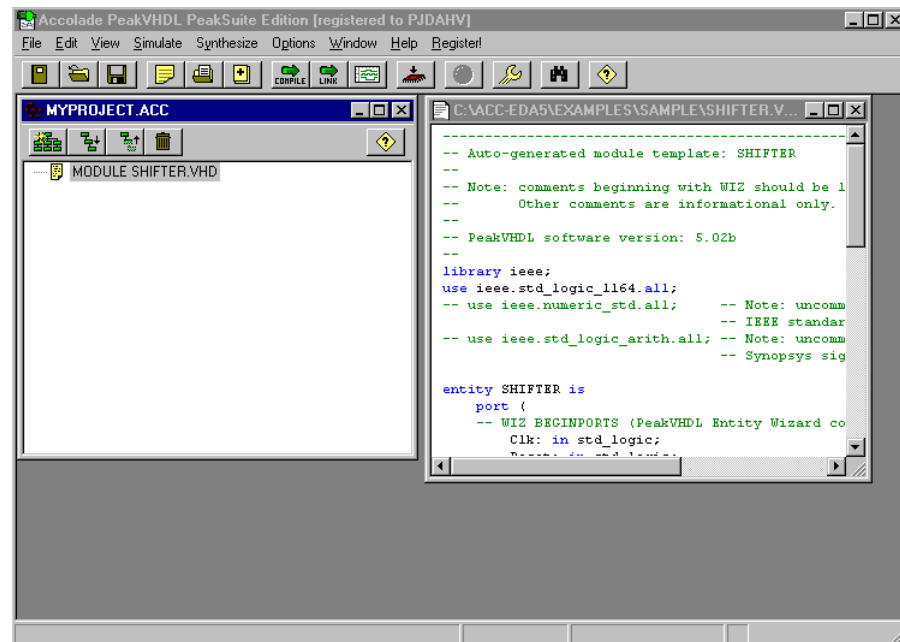 Accolade PeakVHDL PeakSuite Edition [registered to PJDAHV]
File Edit View Simulate Synthesize Options Window Help Register!
COMPILE LINK
MYPROJECT.ACC
MODULE SHIFTER.VHD
C:\ACC-EDA5\EXAMPLES\SAMPLE\SHIFTER.V...
--------------------------------------------------------
-- Auto-generated module template: SHIFTER
--
-- Note: comments beginning with WIZ should be l
-- Other comments are informational only.
--
-- PeakVHDL software version: 5.02b
--
library ieee;
use ieee.std_logic_1164.all;
-- use ieee.numeric_std.all; -- Note: uncomm
-- IEEE standar
-- use ieee.std_logic_arith.all; -- Note: uncomm
-- Synopsys sig
entity SHIFTER is
port (
-- WIZ BEGINPORTS (PeakVHDL Entity Wizard co
Clk: in std_logic;